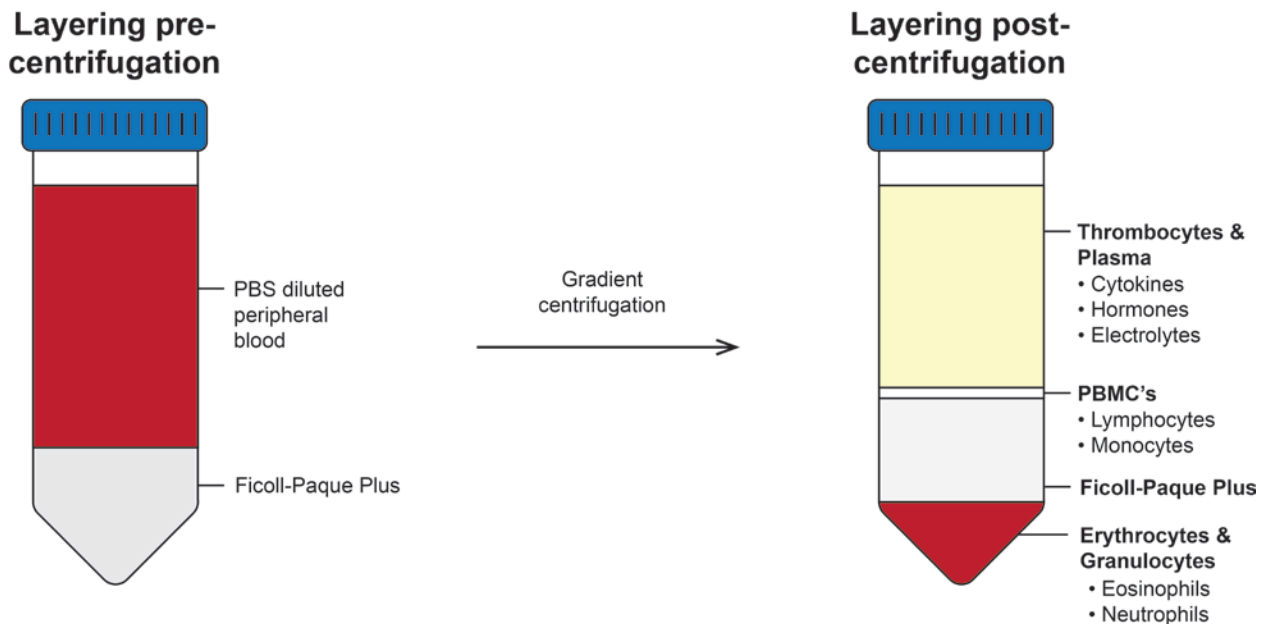 Layering pre-
centrifugation
Layering post-
centrifugation
PBS diluted
peripheral
blood
Ficoll-Paque Plus
Gradient
centrifugation
Thrombocytes &
Plasma
• Cytokines
• Hormones
• Electrolytes
PBMC's
• Lymphocytes
• Monocytes
Ficoll-Paque Plus
Erythrocytes &
Granulocytes
• Eosinophils
• Neutrophils